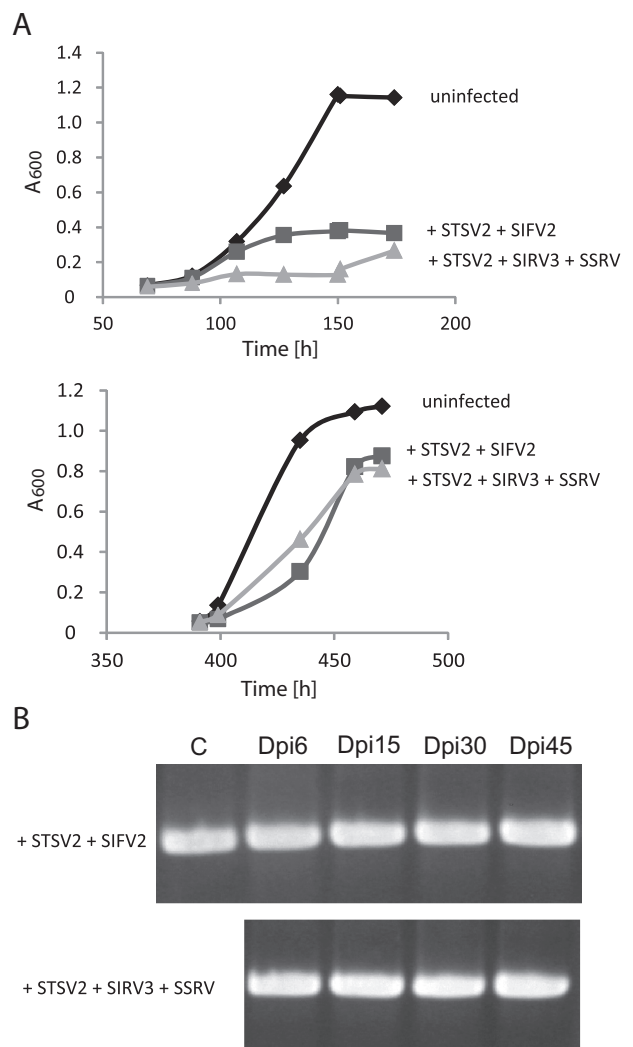 A
1.4
1.2
1.0
0.8
0.6
0.4
0.2
0
A600
50 100 150 200
Time [h]
uninfected
+ STSV2 + SIFV2
+ STSV2 + SIRV3 + SSRV
1.2
1.0
0.8
0.6
0.4
0.2
0
A600
350 400 450 500
Time [h]
uninfected
+ STSV2 + SIFV2
+ STSV2 + SIRV3 + SSRV
B
C Dpi6 Dpi15 Dpi30 Dpi45
+ STSV2 + SIFV2
+ STSV2 + SIRV3 + SSRV